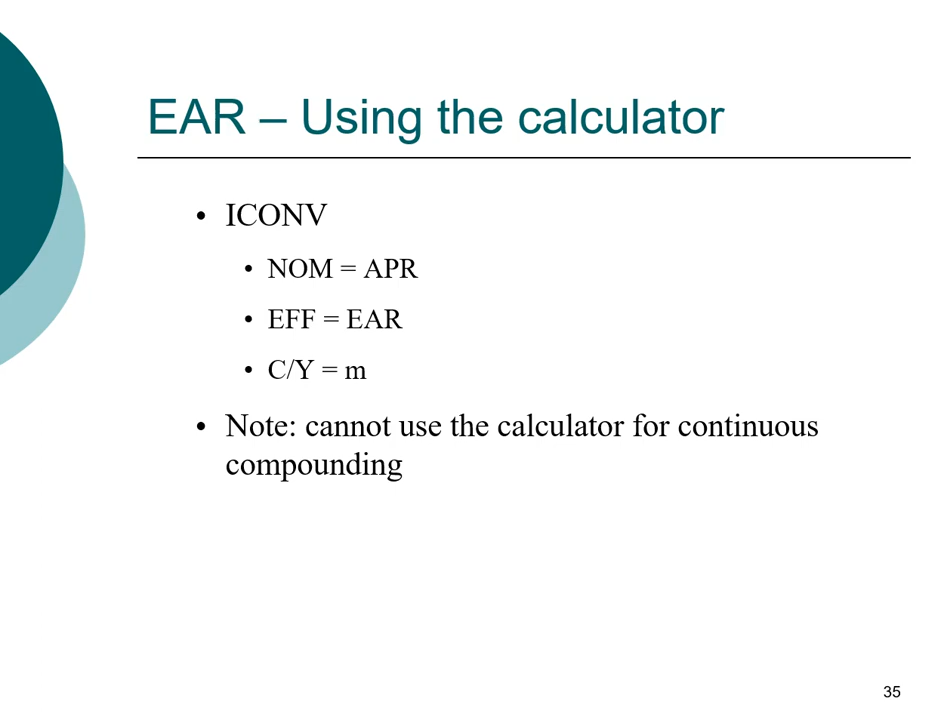 EAR – Using the calculator
• ICONV
• NOM = APR
• EFF = EAR
• C/Y = m
• Note: cannot use the calculator for continuous
compounding
35